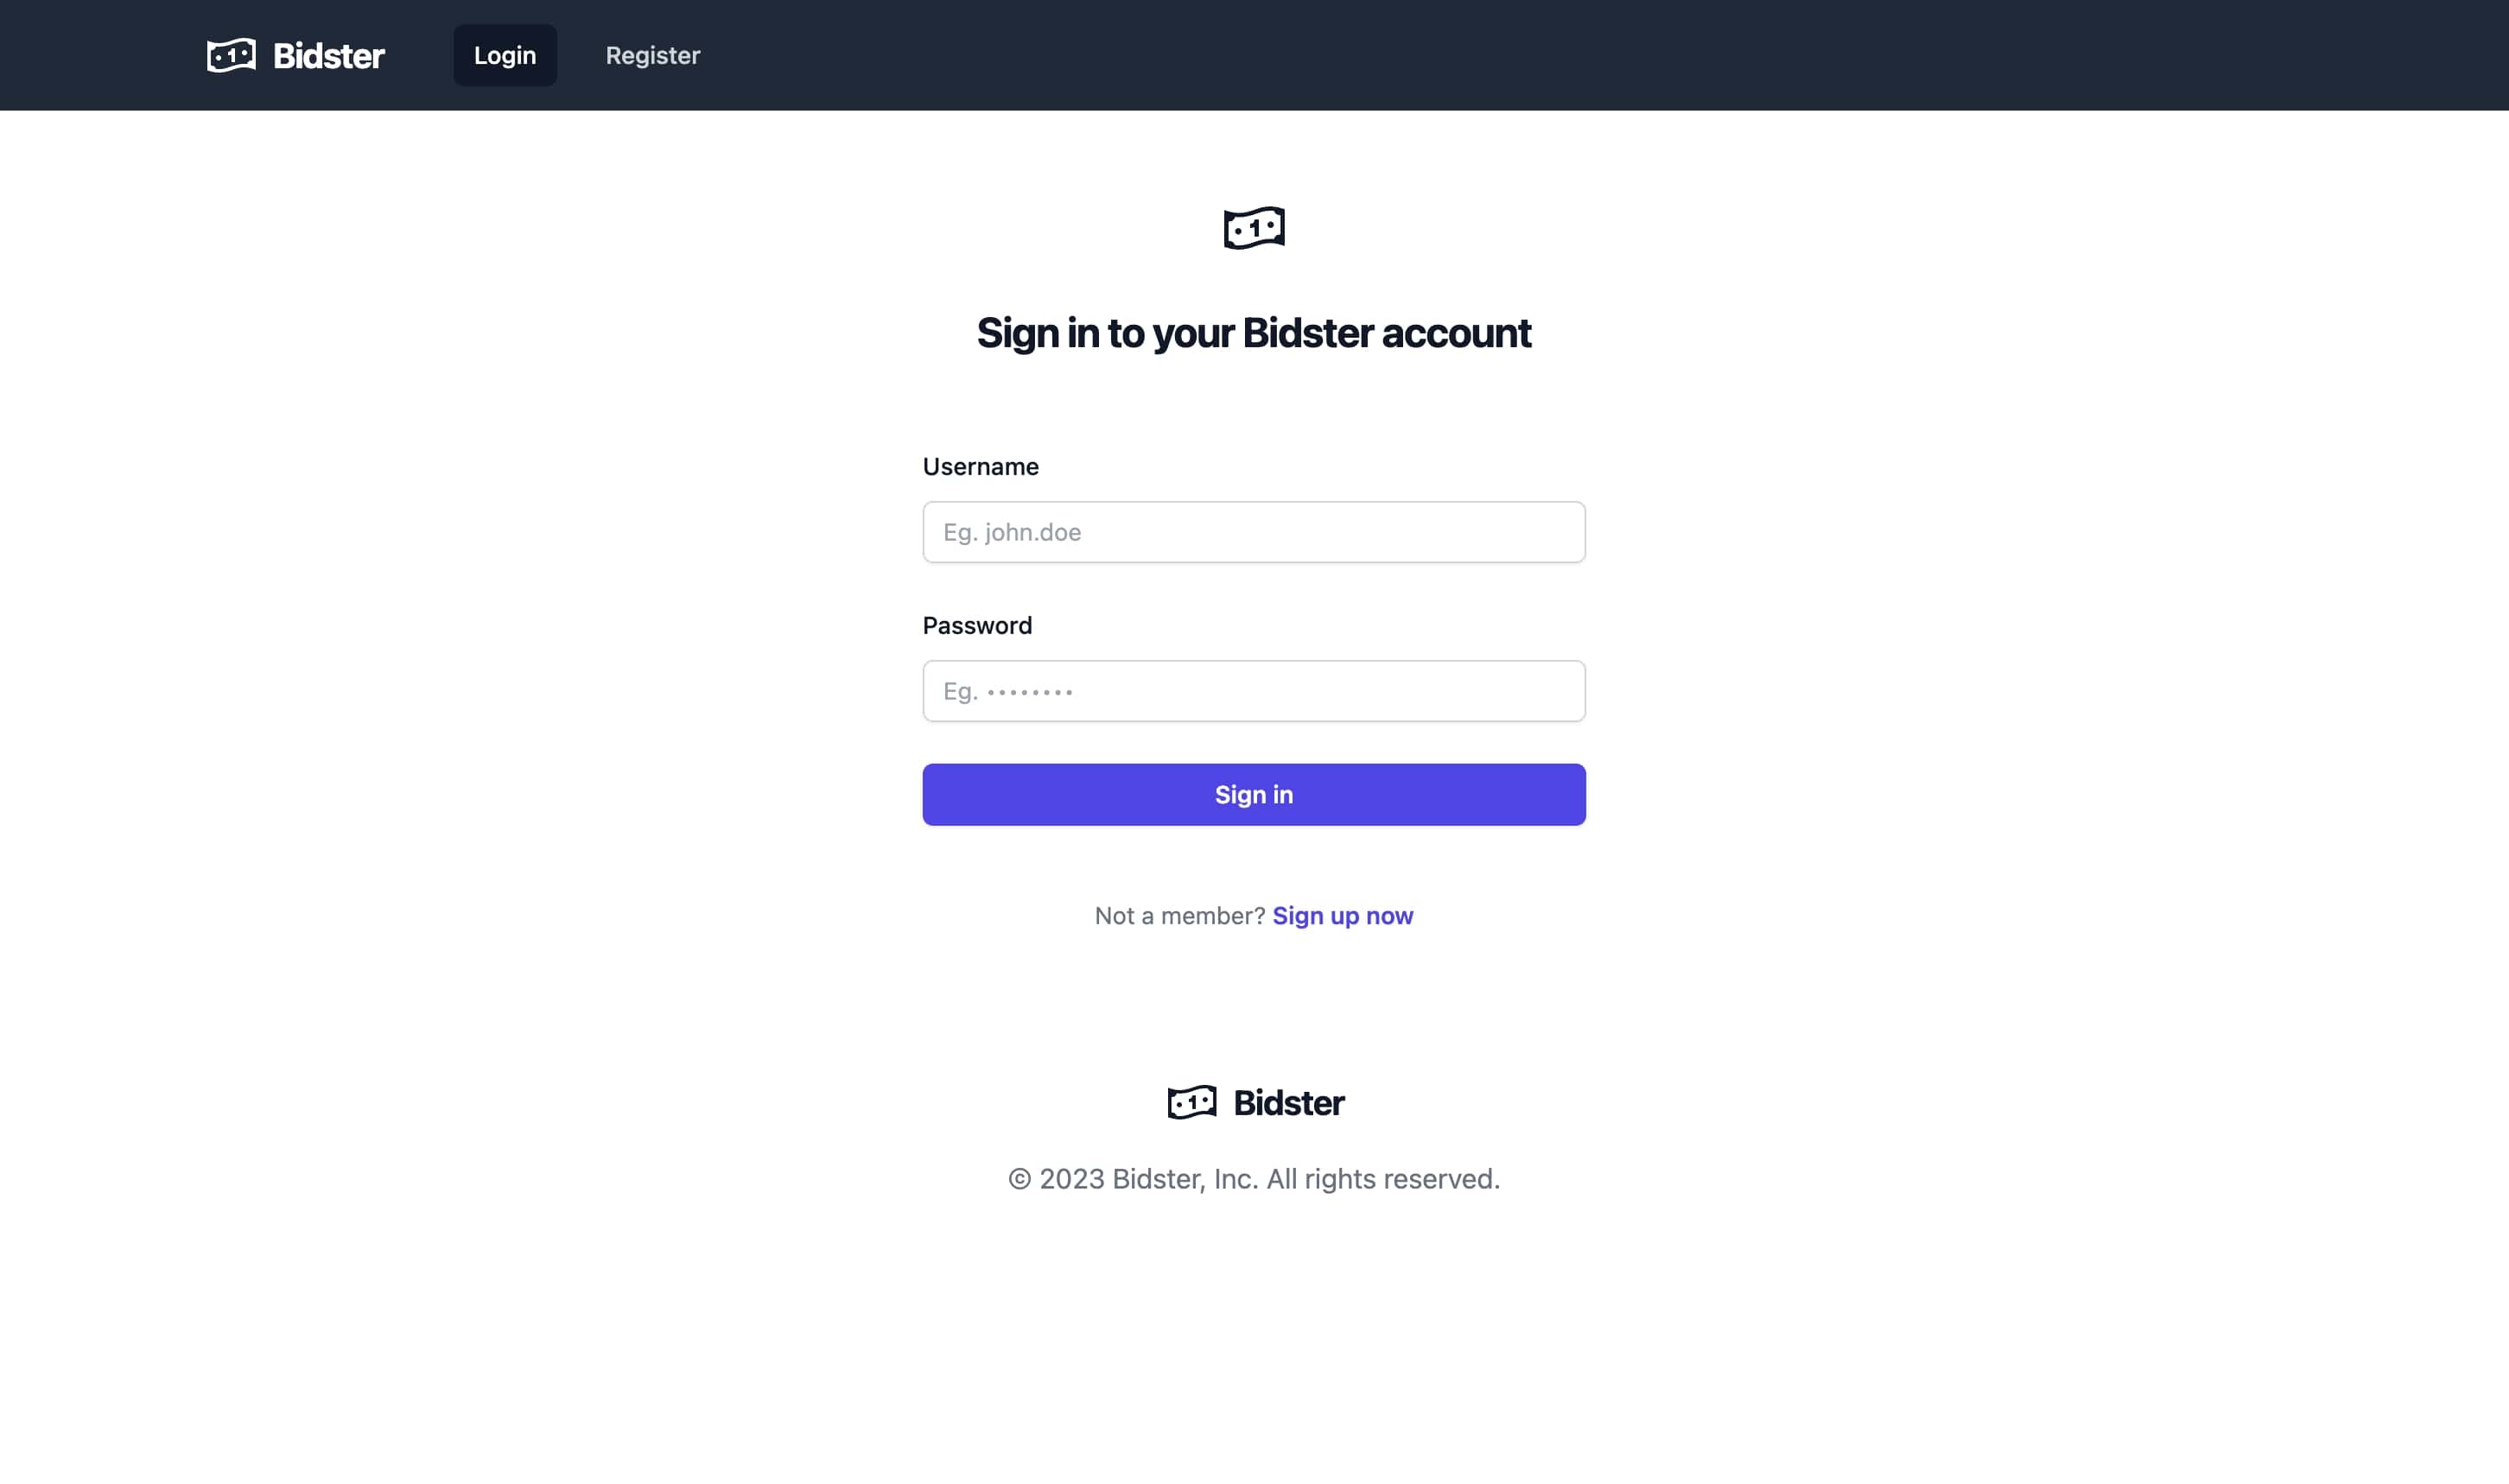 Bidster
Login
Register
Sign in to your Bidster account
Username
Eg. john.doe
Password
Eg. ••••••••
Sign in
Not a member? Sign up now
Bidster
© 2023 Bidster, Inc. All rights reserved.